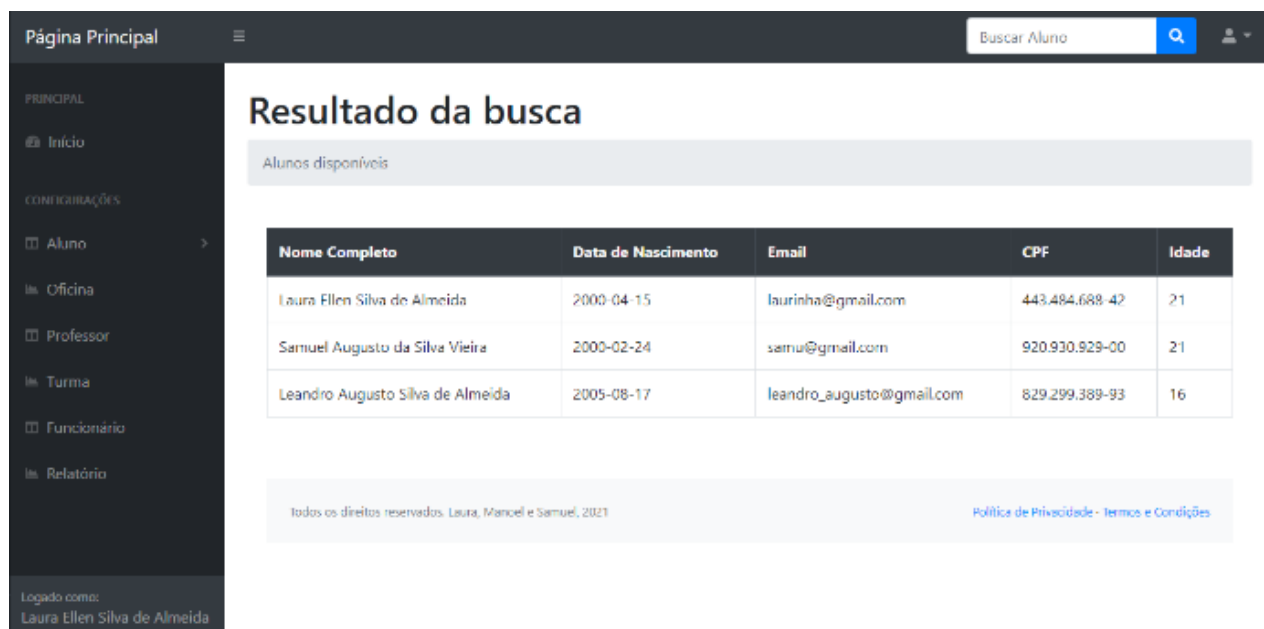 Página Principal
Buscar Aluno
PRINCIPAL
Início
CONFIGURAÇÕES
Aluno
Oficina
Professor
Turma
Funcionário
Relatório
Logado como:
Laura Ellen Silva de Almeida
Resultado da busca
Alunos disponíveis
Nome Completo Data de Nascimento Email CPF Idade
Laura Ellen Silva de Almeida 2000-04-15 laurinha@gmail.com 443.484.688-42 21
Samuel Augusto da Silva Vieira 2000-02-24 samu@gmail.com 920.930.929-00 21
Leandro Augusto Silva de Almeida 2005-08-17 leandro_augusto@gmail.com 829.299.389-93 16
Todos os direitos reservados. Laura, Manoel e Samuel, 2021 Política de Privacidade - Termos e Condições